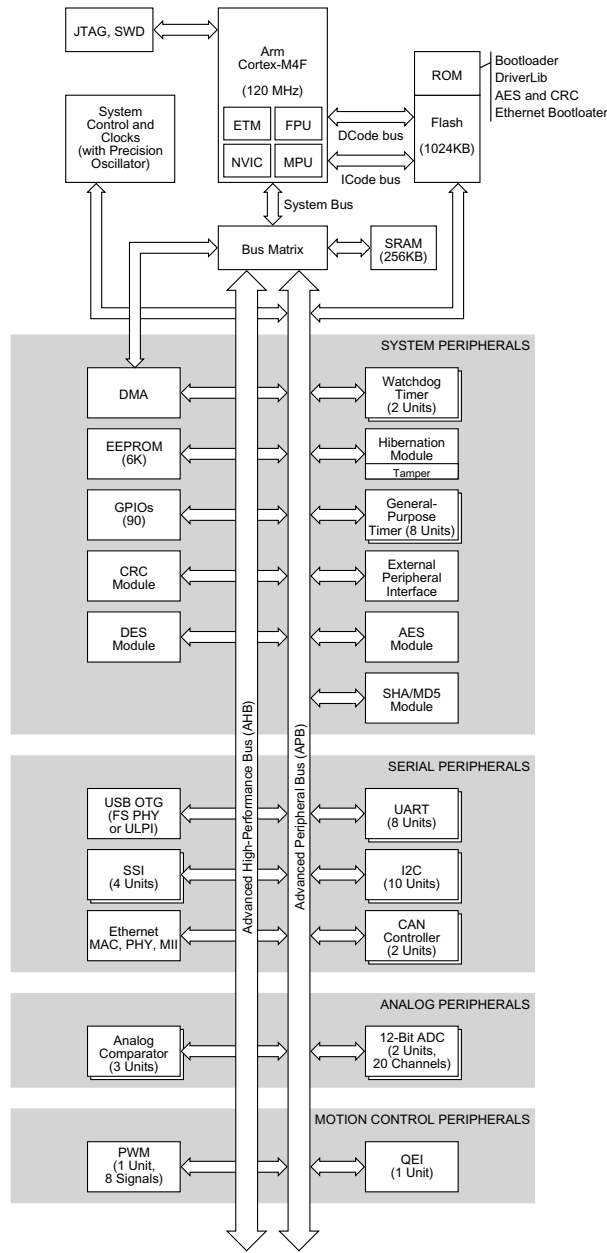 JTAG, SWD
Arm
Cortex-M4F
(120 MHz)
ETM
FPU
NVIC
MPU
ROM
Flash
(1024KB)
Bootloader
DriverLib
AES and CRC
Ethernet Bootloater
System
Control and
Clocks
(with Precision
Oscillator)
DCode bus
ICode bus
System Bus
Bus Matrix
SRAM
(256KB)
SYSTEM PERIPHERALS
DMA
Watchdog
Timer
(2 Units)
EEPROM
(6K)
Hibernation
Module
Tamper
GPIOs
(90)
General-
Purpose
Timer (8 Units)
CRC
Module
External
Peripheral
Interface
DES
Module
AES
Module
SHA/MD5
Module
Advanced High-Performance Bus (AHB)
Advanced Peripheral Bus (APB)
SERIAL PERIPHERALS
USB OTG
(FS PHY
or ULPI)
UART
(8 Units)
SSI
(4 Units)
I2C
(10 Units)
Ethernet
MAC, PHY, MII
CAN
Controller
(2 Units)
ANALOG PERIPHERALS
Analog
Comparator
(3 Units)
12-Bit ADC
(2 Units,
20 Channels)
MOTION CONTROL PERIPHERALS
PWM
(1 Unit,
8 Signals)
QEI
(1 Unit)